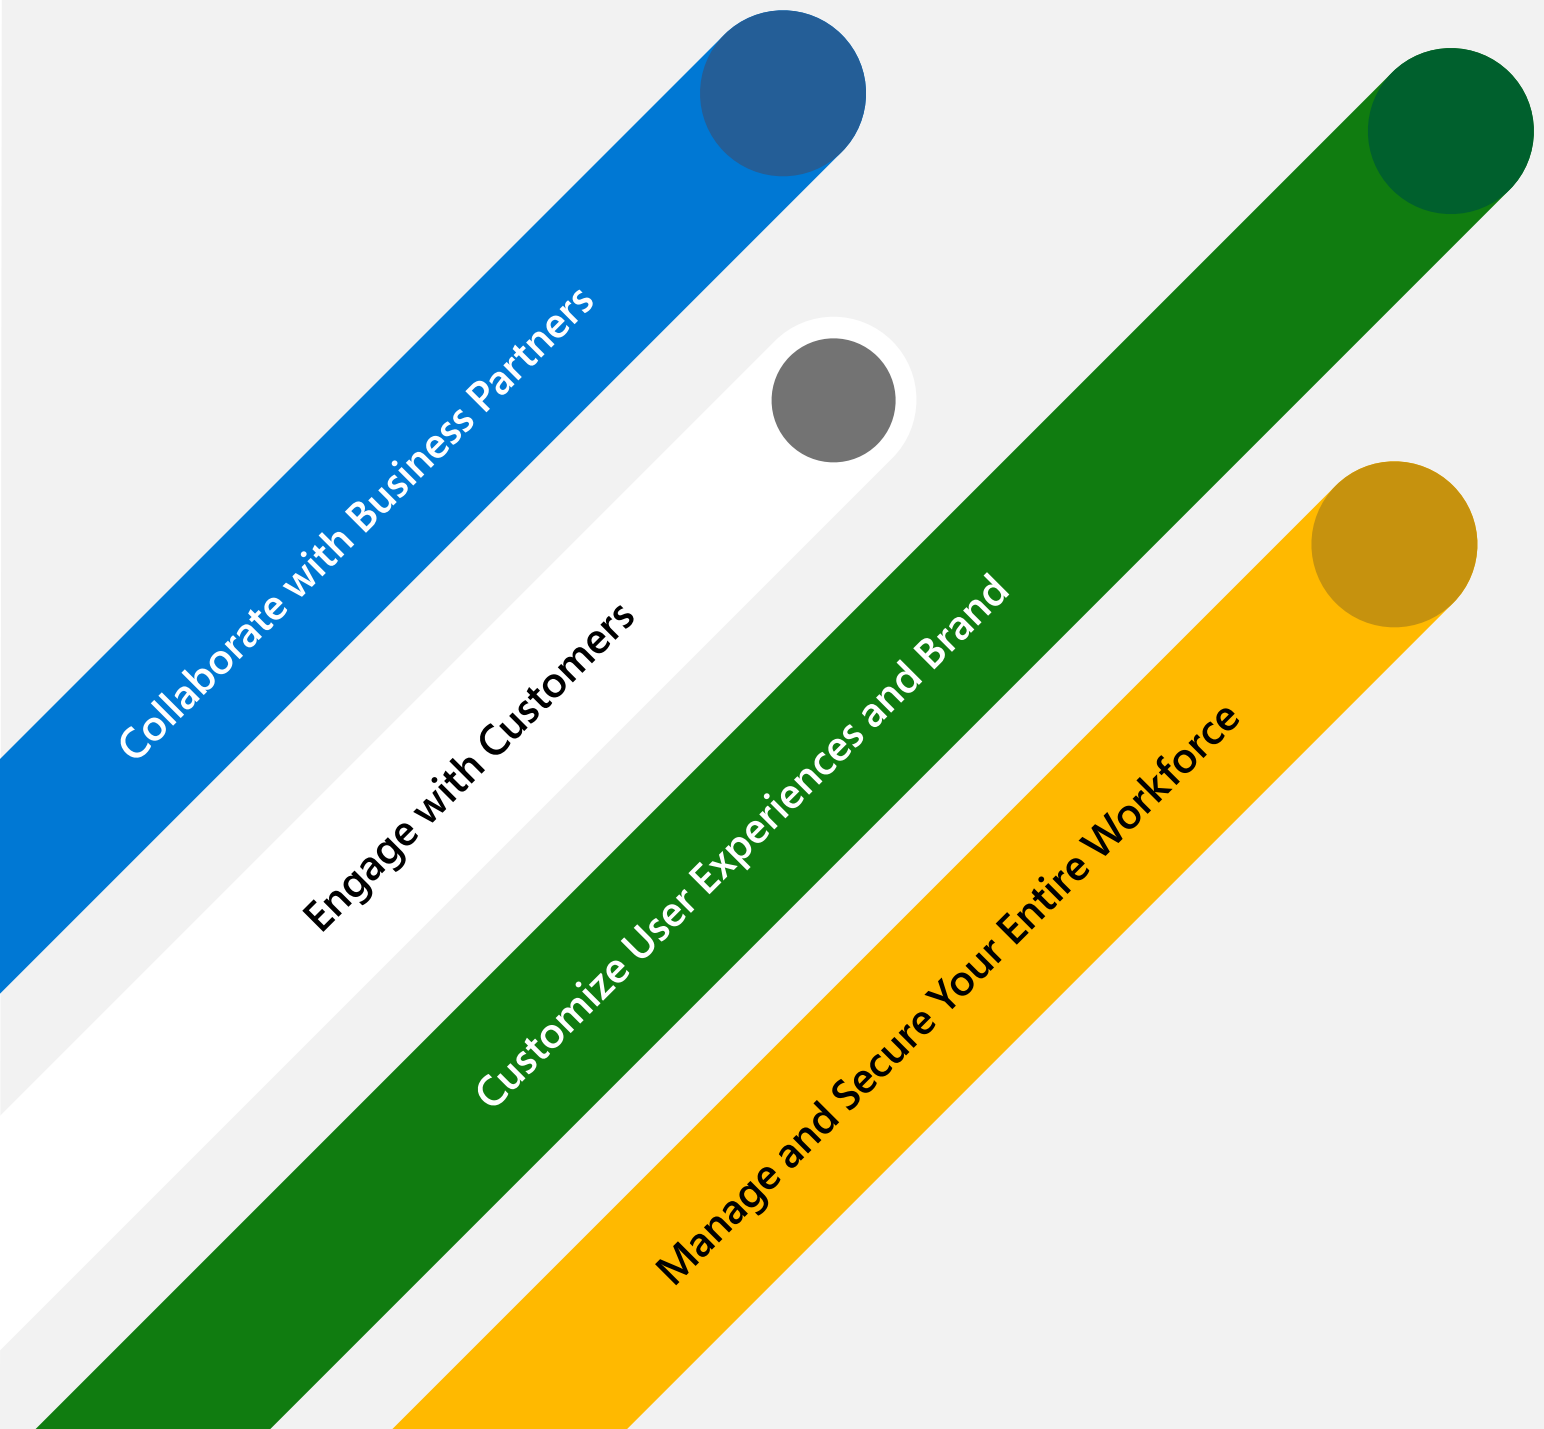 Collaborate with Business Partners
Engage with Customers
Customize User Experiences and Brand
Manage and Secure Your Entire Workforce